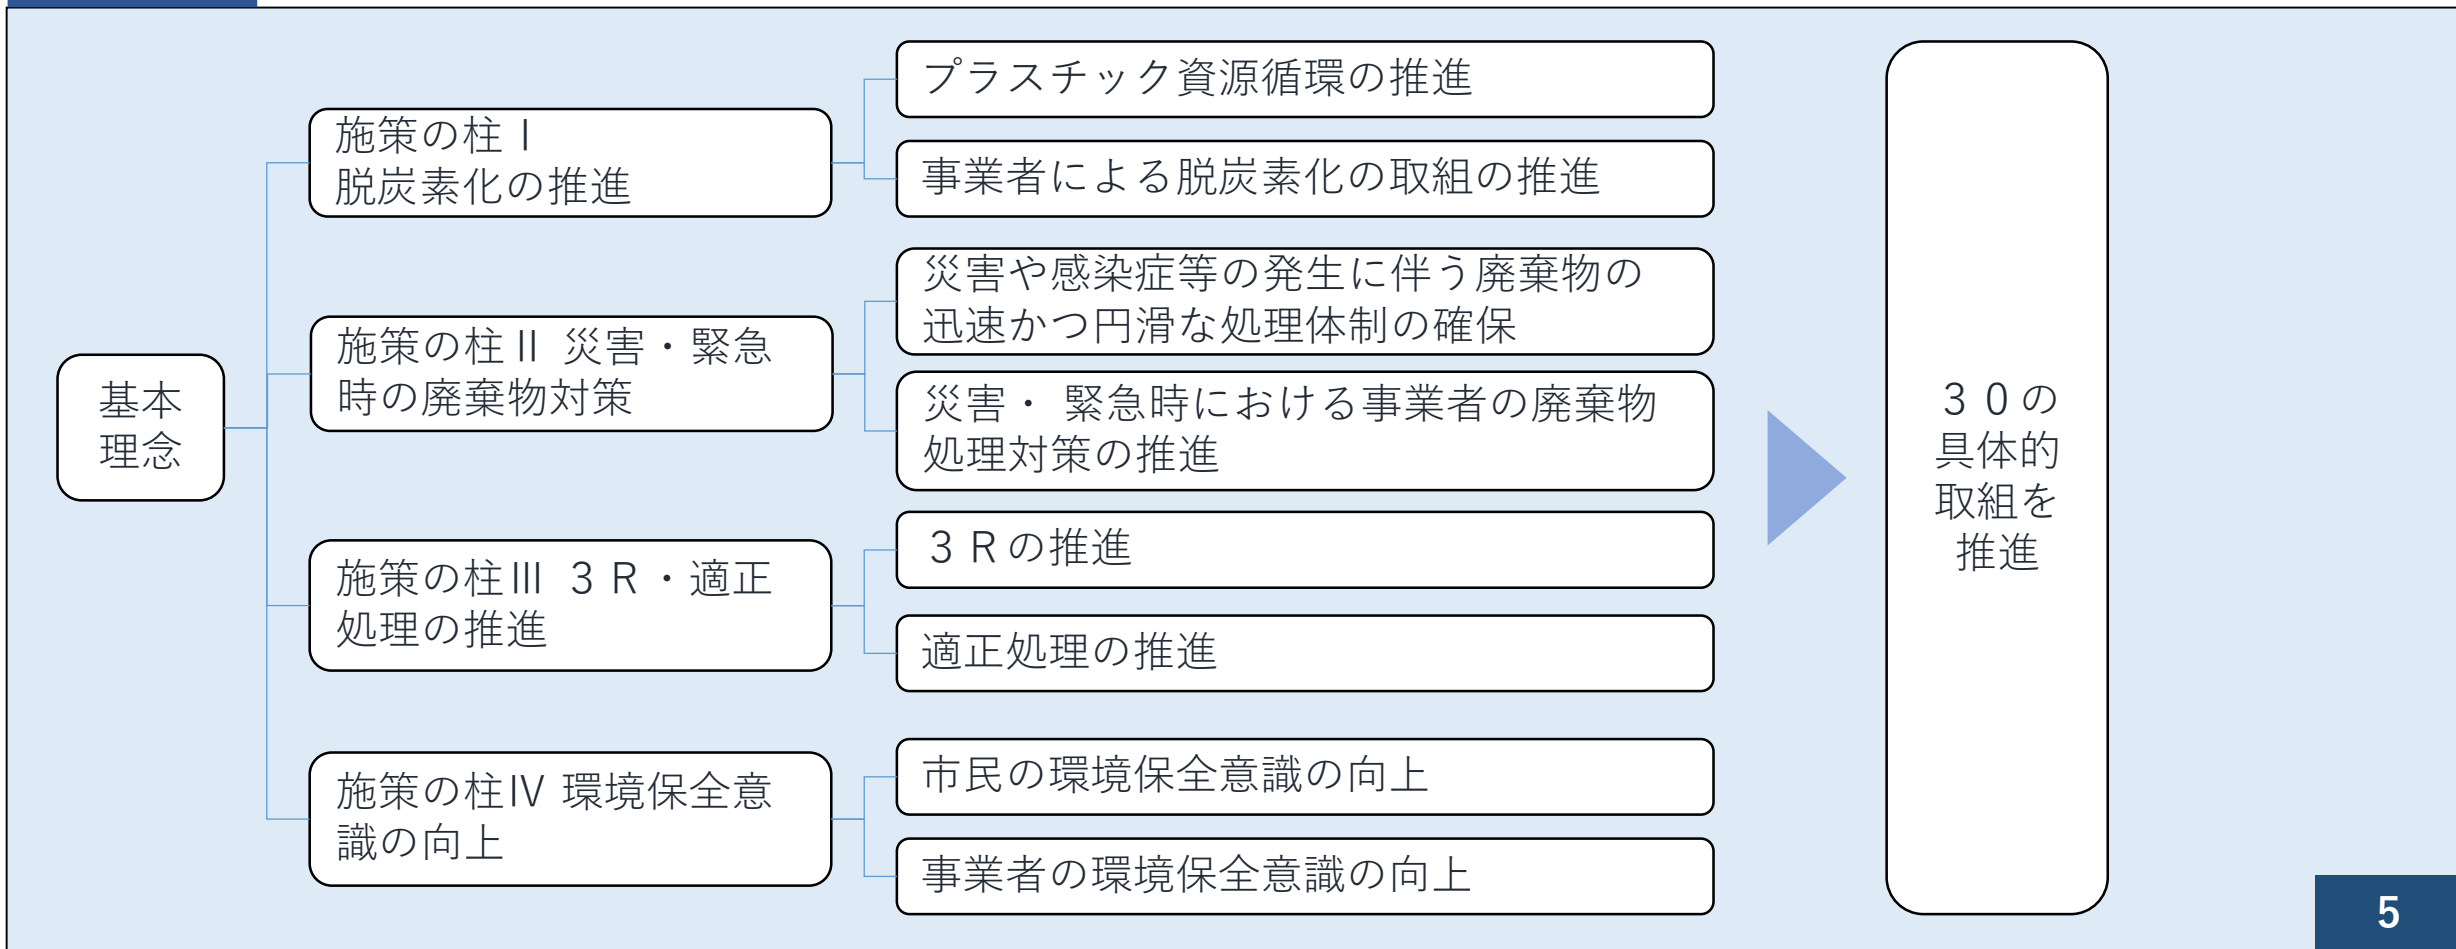 基本
理念
施策の柱Ⅰ
脱炭素化の推進
プラスチック資源循環の推進
事業者による脱炭素化の取組の推進
施策の柱Ⅱ 災害・緊急
時の廃棄物対策
災害や感染症等の発生に伴う廃棄物の
迅速かつ円滑な処理体制の確保
災害・ 緊急時における事業者の廃棄物
処理対策の推進
施策の柱Ⅲ ３Ｒ・適正
処理の推進
３Ｒの推進
適正処理の推進
施策の柱Ⅳ 環境保全意
識の向上
市民の環境保全意識の向上
事業者の環境保全意識の向上
３０の
具体的
取組を
推進
5